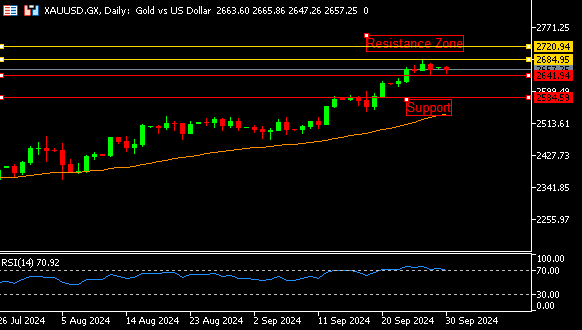 XAUUSD.GX, Daily: Gold vs US Dollar 2663.60 2665.86 2647.26 2657.25 0
2771.25
Resistance Zone
2720.94
2684.95
2641.94
2594.59
Support
2513.61
2427.73
2341.85
2255.97
RSI(14) 70.92
100.00
70.00
30.00
0.00
26 Jul 2024 5 Aug 2024 14 Aug 2024 23 Aug 2024 2 Sep 2024 11 Sep 2024 20 Sep 2024 30 Sep 2024